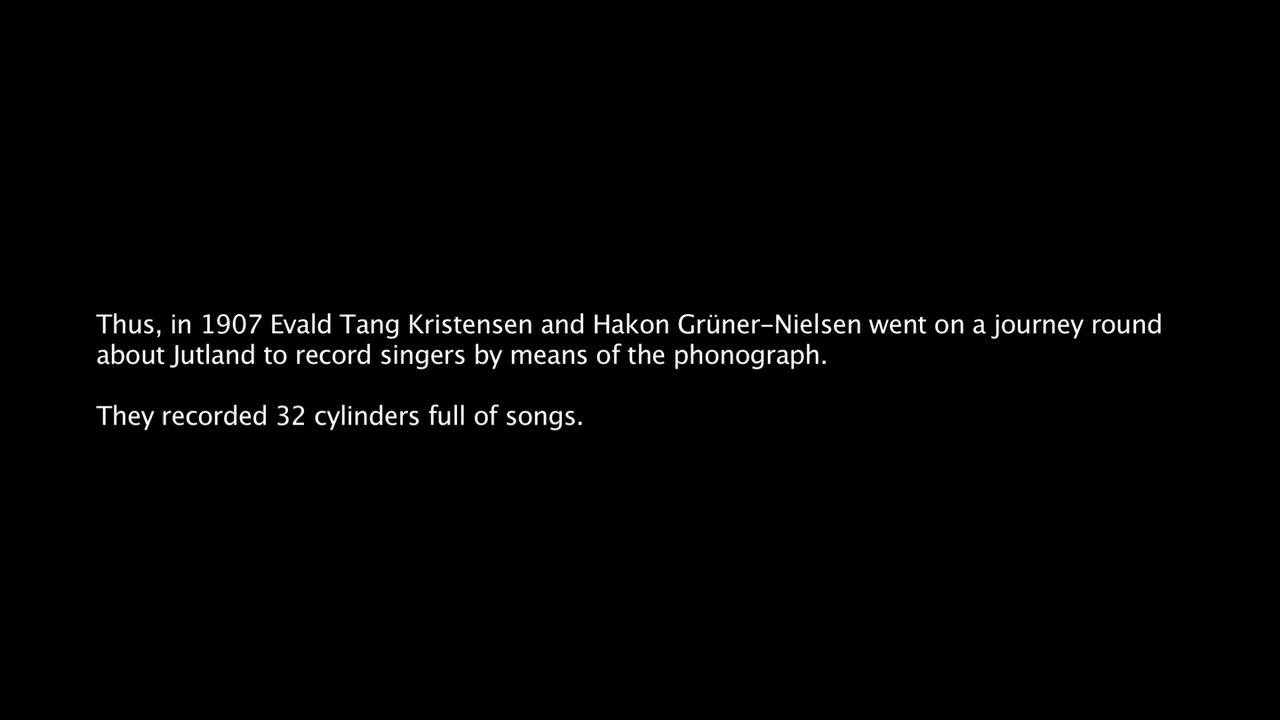 Thus, in 1907 Evald Tang Kristensen and Hakon Grüner–Nielsen went on a journey round
about Jutland to record singers by means of the phonograph.
They recorded 32 cylinders full of songs.